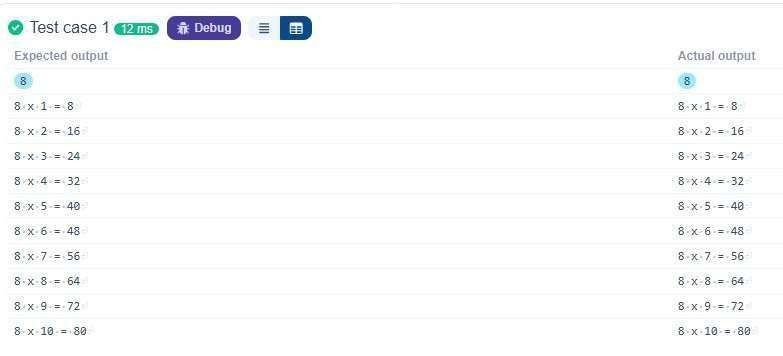 Test case 1 12 ms Debug
Expected output Actual output
8 8
8 x 1 = 8 8 x 1 = 8
8 x 2 = 16 8 x 2 = 16
8 x 3 = 24 8 x 3 = 24
8 x 4 = 32 8 x 4 = 32
8 x 5 = 40 8 x 5 = 40
8 x 6 = 48 8 x 6 = 48
8 x 7 = 56 8 x 7 = 56
8 x 8 = 64 8 x 8 = 64
8 x 9 = 72 8 x 9 = 72
8 x 10 = 80 8 x 10 = 80